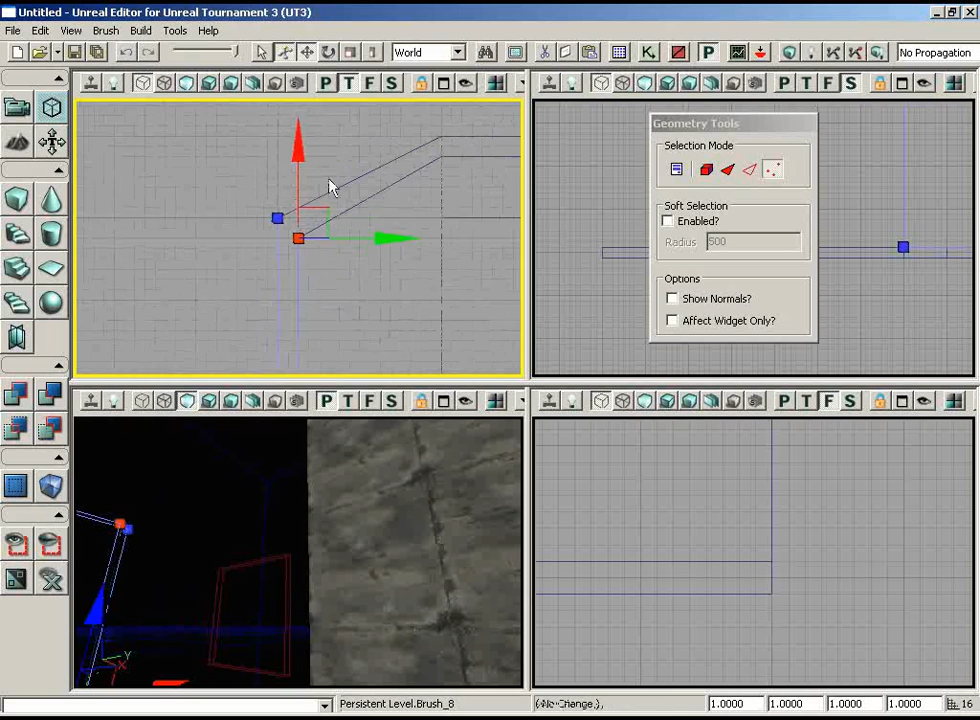 Untitled - Unreal Editor for Unreal Tournament 3 (UT3)
File Edit View Brush Build Tools Help
World
P
No Propagation
P T F S
P T F S
Geometry Tools
Selection Mode
Soft Selection
Enabled?
Radius 500
Options
Show Normals?
Affect Widget Only?
P T F S
P T F S
Y
X
Persistent Level.Brush_8
1.0000 1.0000 1.0000 1.0000 16